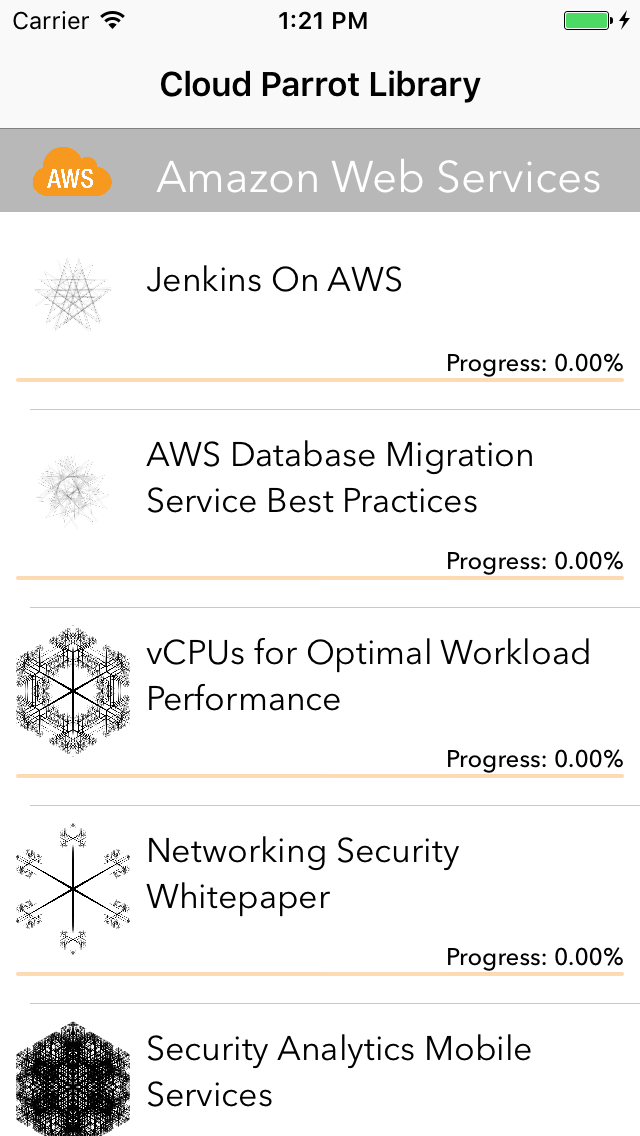 Carrier 1:21 PM
Cloud Parrot Library
AWS Amazon Web Services
Jenkins On AWS
Progress: 0.00%
AWS Database Migration
Service Best Practices
Progress: 0.00%
vCPUs for Optimal Workload
Performance
Progress: 0.00%
Networking Security
Whitepaper
Progress: 0.00%
Security Analytics Mobile
Services